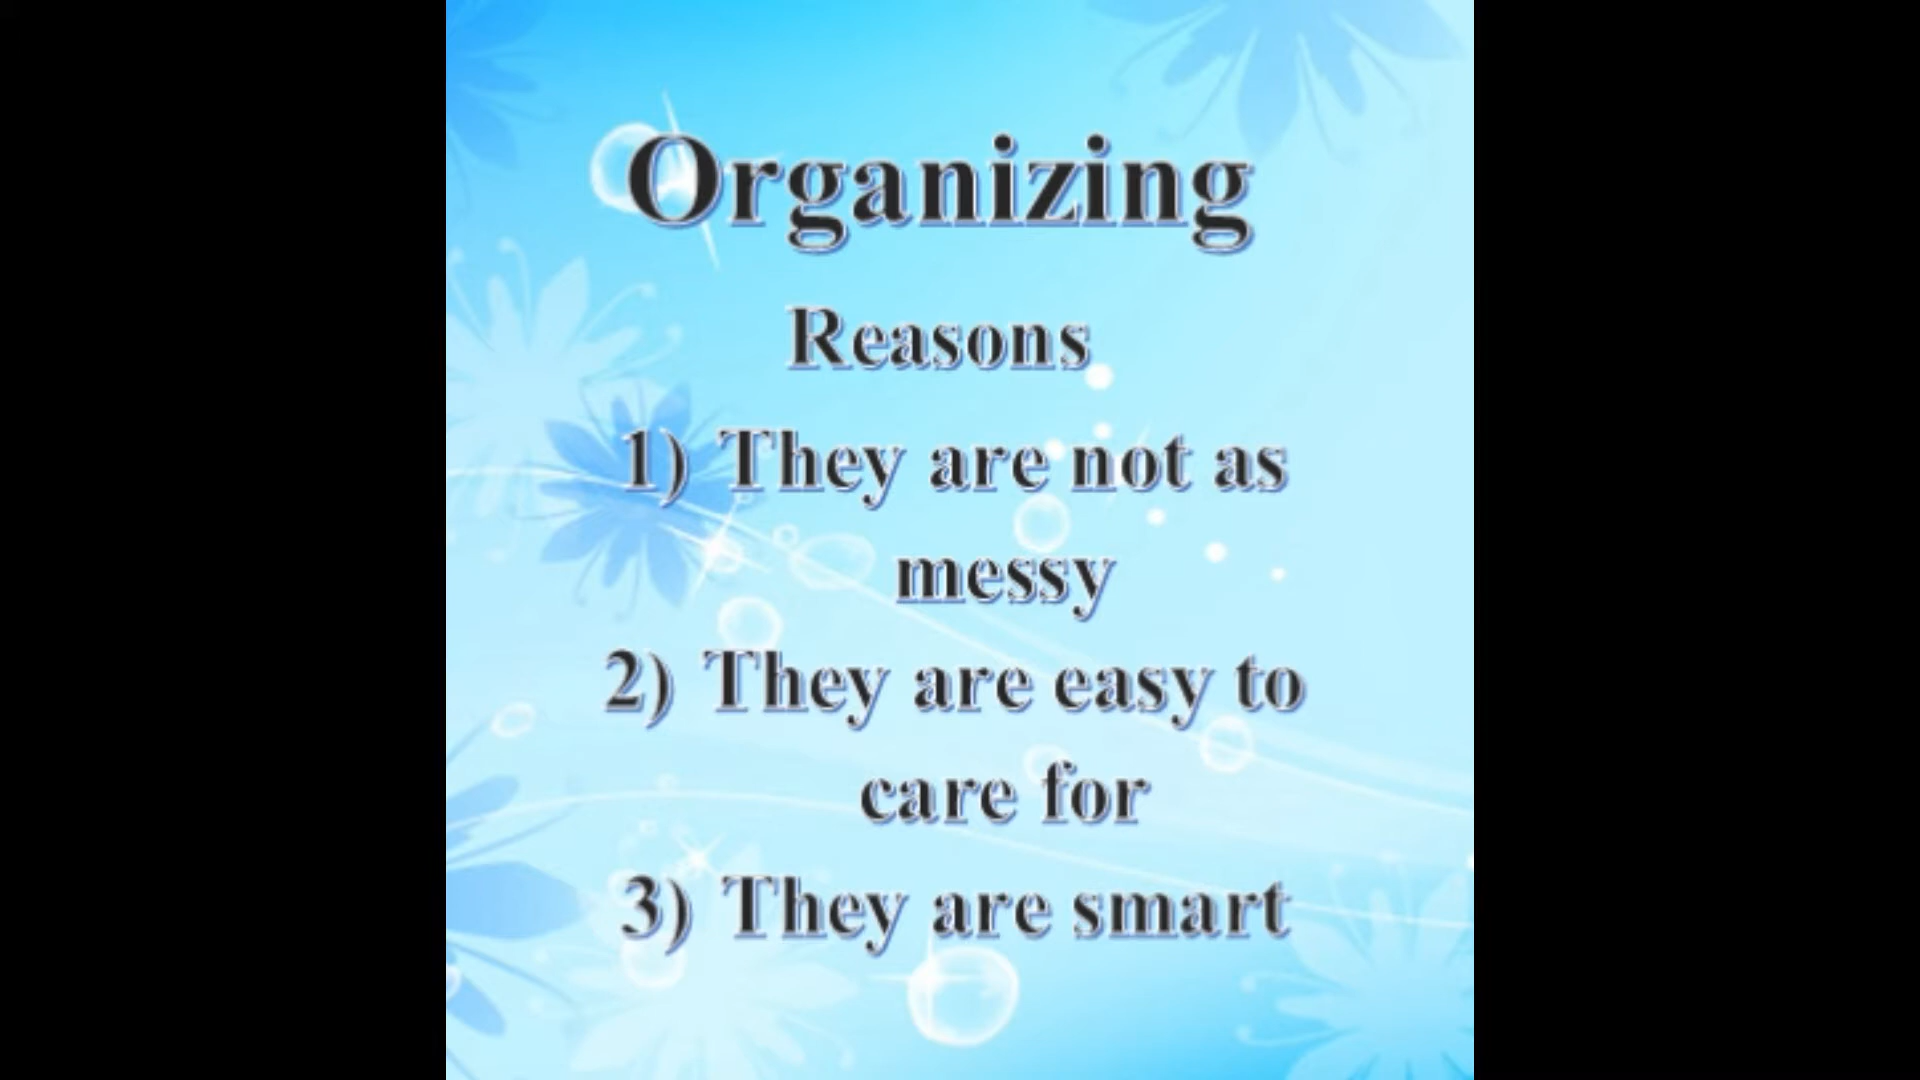 Organizing
Reasons
1) They are not as
messy
2) They are easy to
care for
3) They are smart